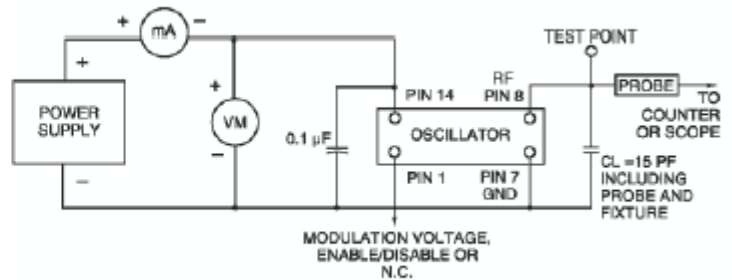 + mA −
+
POWER
SUPPLY
−
+
VM
−
0.1 µF
PIN 14
RF
PIN 8
OSCILLATOR
PIN 1
PIN 7
GND
MODULATION VOLTAGE,
ENABLE/DISABLE OR
N.C.
TEST POINT
PROBE
TO
COUNTER
OR SCOPE
CL =15 PF
INCLUDING
PROBE AND
FIXTURE